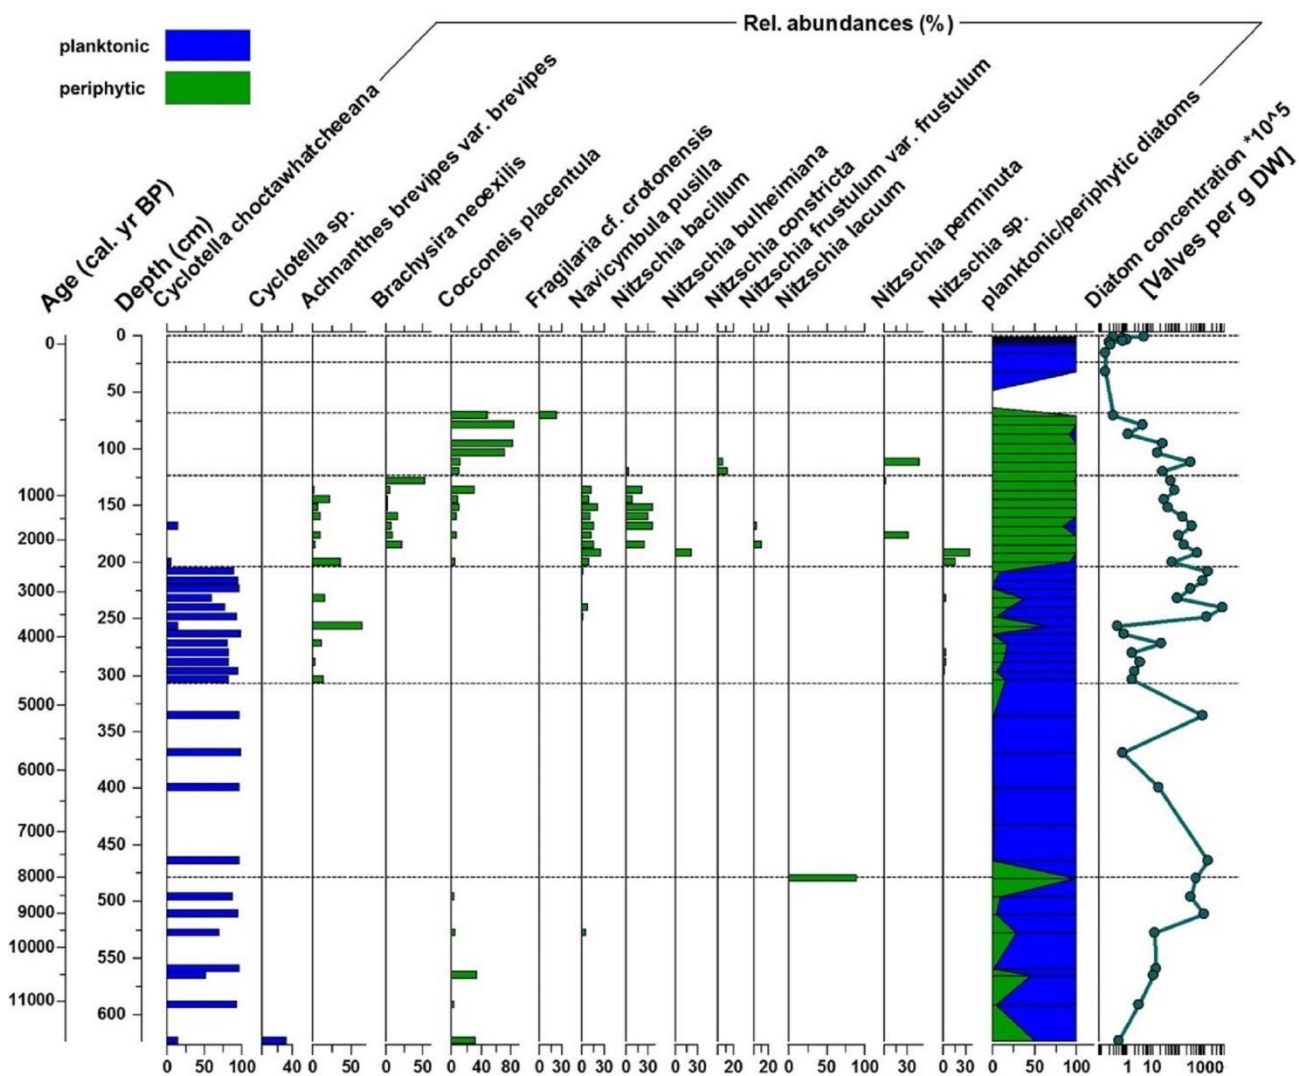 Rel. abundances (%)
planktonic
periphytic
Age (cal. yr BP)
Depth (cm)
Cyclotella choctawhatcheeana
Cyclotella sp.
Achnanthes brevipes var. brevipes
Brachysira neoexilis
Cocconeis placentula
Fragilaria cf. crotonensis
Navicymbula pusilla
Nitzschia bacillum
Nitzschia bulheimiana
Nitzschia constricta
Nitzschia frustulum var. frustulum
Nitzschia lacuum
Nitzschia perminuta
Nitzschia sp.
planktonic/periphytic diatoms
Diatom concentration *10^5
[Valves per g DW]
0
1000
2000
3000
4000
5000
6000
7000
8000
9000
10000
11000
0
50
100
150
200
250
300
350
400
450
500
550
600
0 50 100
0 40
0 50
0 50
0 40 80
0 30
0 30
0 30
0 30
0 20
0 20
0 50 100
0 30
0 30
0 50 100
1 10 1000